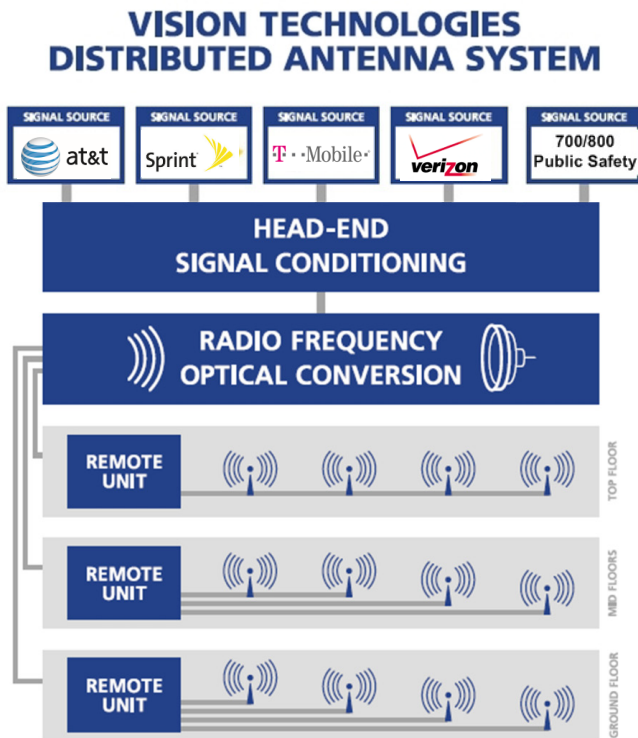 VISION TECHNOLOGIES
DISTRIBUTED ANTENNA SYSTEM
SIGNAL SOURCE
at&t
SIGNAL SOURCE
Sprint
SIGNAL SOURCE
T··Mobile·
SIGNAL SOURCE
verizon
SIGNAL SOURCE
700/800
Public Safety
HEAD-END
SIGNAL CONDITIONING
RADIO FREQUENCY
OPTICAL CONVERSION
REMOTE
UNIT
TOP FLOOR
REMOTE
UNIT
MID FLOORS
REMOTE
UNIT
GROUND FLOOR